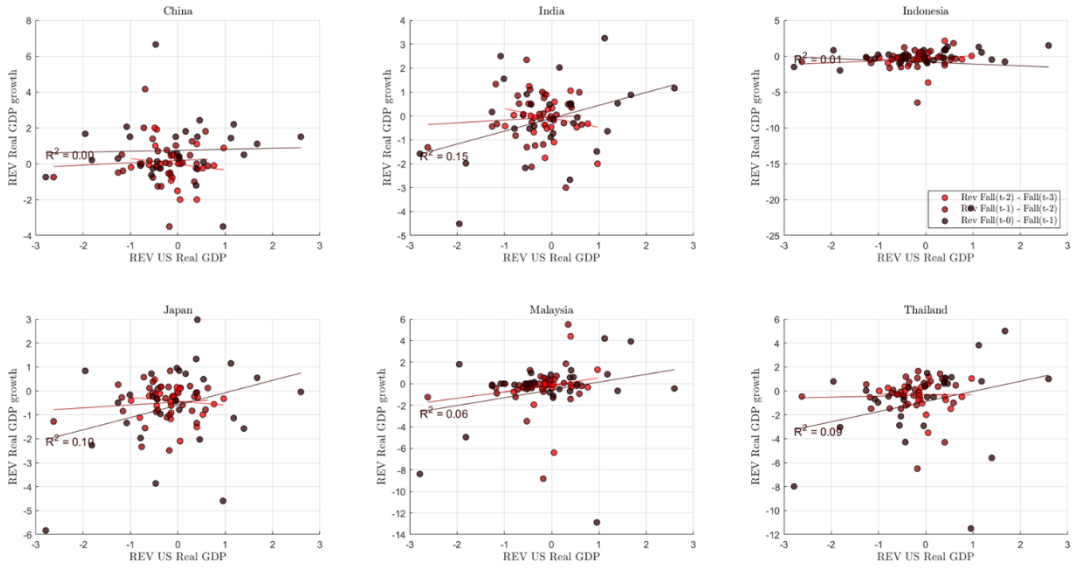 China
REV Real GDP growth
8
6
4
2
0
-2
-4
R² = 0.00
-3 -2 -1 0 1 2 3
REV US Real GDP
India
REV Real GDP growth
4
3
2
1
0
-1
-2
-3
-4
-5
R² = 0.15
-3 -2 -1 0 1 2 3
REV US Real GDP
Indonesia
REV Real GDP growth
5
0
-5
-10
-15
-20
-25
R² = 0.01
Rev Fall(t-2) - Fall(t-3)
Rev Fall(t-1) - Fall(t-2)
Rev Fall(t-0) - Fall(t-1)
-3 -2 -1 0 1 2 3
REV US Real GDP
Japan
REV Real GDP growth
3
2
1
0
-1
-2
-3
-4
-5
-6
R² = 0.10
-3 -2 -1 0 1 2 3
REV US Real GDP
Malaysia
REV Real GDP growth
6
4
2
0
-2
-4
-6
-8
-10
-12
-14
R² = 0.06
-3 -2 -1 0 1 2 3
REV US Real GDP
Thailand
REV Real GDP growth
6
4
2
0
-2
-4
-6
-8
-10
-12
R² = 0.09
-3 -2 -1 0 1 2 3
REV US Real GDP